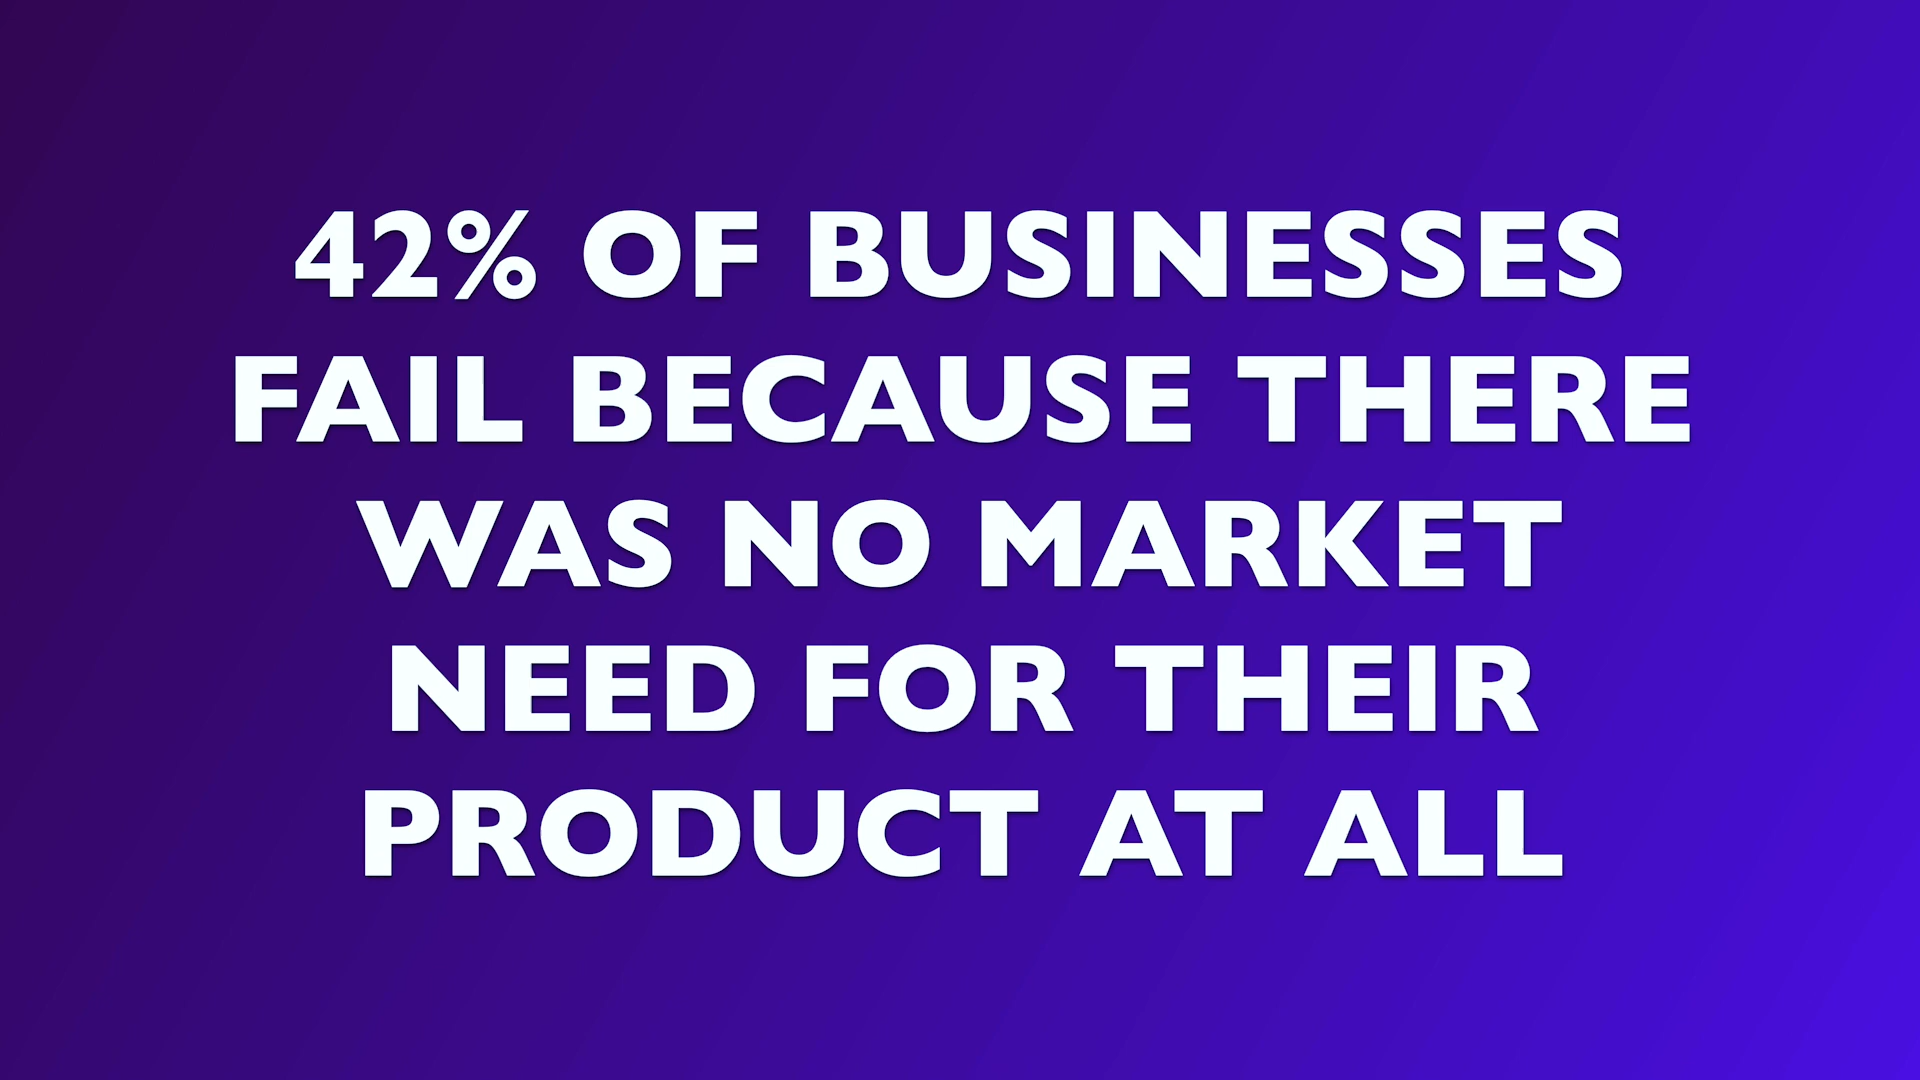 42% OF BUSINESSES
FAIL BECAUSE THERE
WAS NO MARKET
NEED FOR THEIR
PRODUCT AT ALL